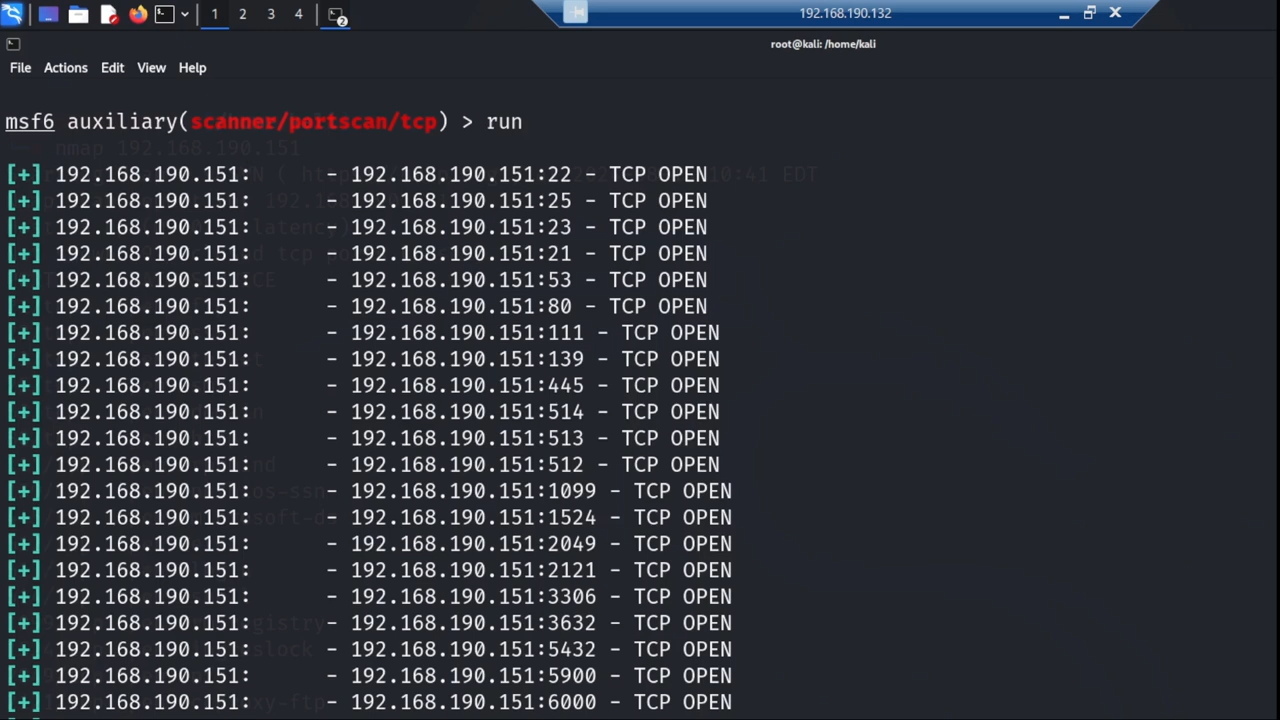 1 2 3 4 2
192.168.190.132
root@kali: /home/kali
File Actions Edit View Help
msf6 auxiliary(scanner/portscan/tcp) > run
nmap 192.168.190.151
[+] 192.168.190.151: - 192.168.190.151:22 - TCP OPEN
[+] 192.168.190.151: - 192.168.190.151:25 - TCP OPEN
[+] 192.168.190.151: - 192.168.190.151:23 - TCP OPEN
[+] 192.168.190.151: - 192.168.190.151:21 - TCP OPEN
[+] 192.168.190.151: - 192.168.190.151:53 - TCP OPEN
[+] 192.168.190.151: - 192.168.190.151:80 - TCP OPEN
[+] 192.168.190.151: - 192.168.190.151:111 - TCP OPEN
[+] 192.168.190.151: - 192.168.190.151:139 - TCP OPEN
[+] 192.168.190.151: - 192.168.190.151:445 - TCP OPEN
[+] 192.168.190.151: - 192.168.190.151:514 - TCP OPEN
[+] 192.168.190.151: - 192.168.190.151:513 - TCP OPEN
[+] 192.168.190.151: - 192.168.190.151:512 - TCP OPEN
[+] 192.168.190.151: - 192.168.190.151:1099 - TCP OPEN
[+] 192.168.190.151: - 192.168.190.151:1524 - TCP OPEN
[+] 192.168.190.151: - 192.168.190.151:2049 - TCP OPEN
[+] 192.168.190.151: - 192.168.190.151:2121 - TCP OPEN
[+] 192.168.190.151: - 192.168.190.151:3306 - TCP OPEN
[+] 192.168.190.151: - 192.168.190.151:3632 - TCP OPEN
[+] 192.168.190.151: - 192.168.190.151:5432 - TCP OPEN
[+] 192.168.190.151: - 192.168.190.151:5900 - TCP OPEN
[+] 192.168.190.151: - 192.168.190.151:6000 - TCP OPEN